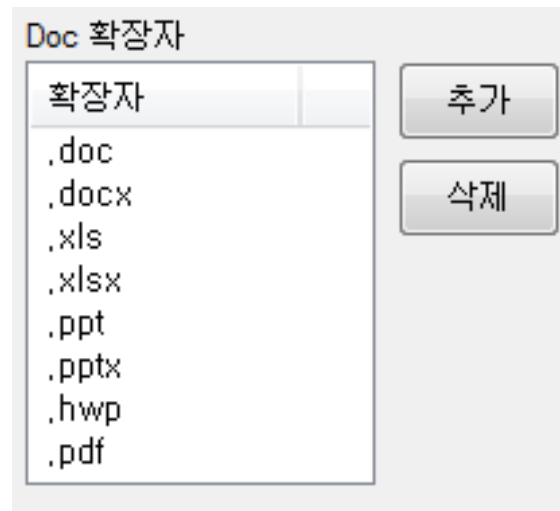 Doc 확장자
확장자
.doc
.docx
.xls
.xlsx
.ppt
.pptx
.hwp
.pdf
추가
삭제